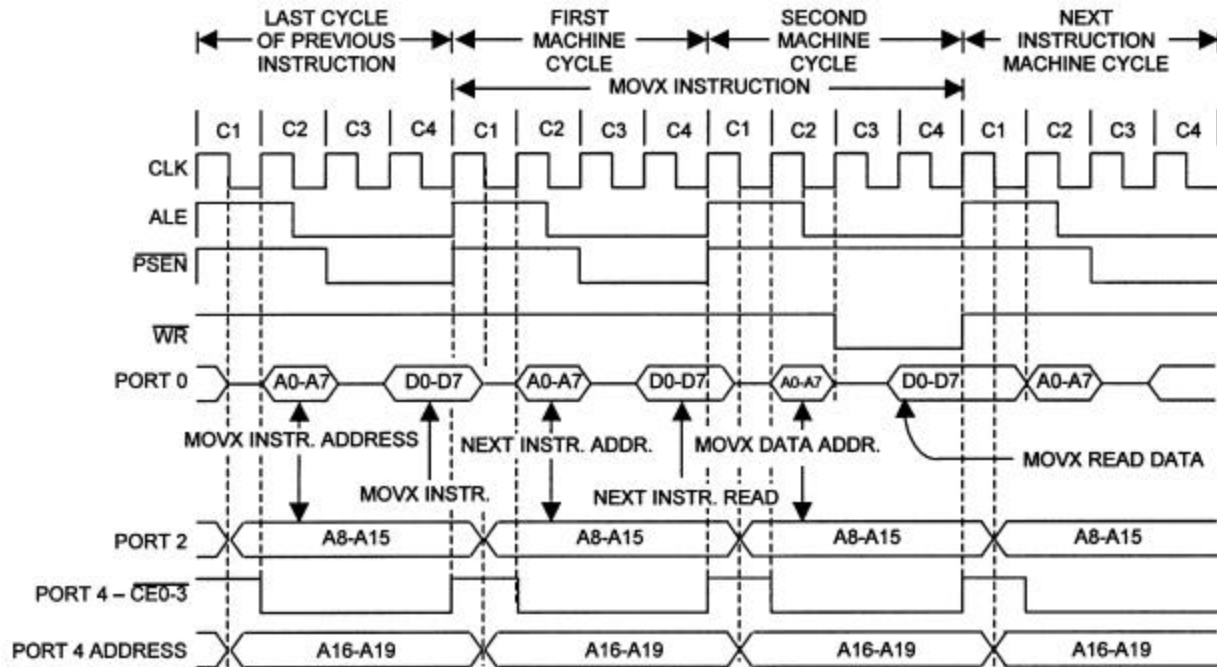 LAST CYCLE OF PREVIOUS INSTRUCTION
FIRST MACHINE CYCLE
SECOND MACHINE CYCLE
NEXT INSTRUCTION MACHINE CYCLE
MOVX INSTRUCTION
C1 C2 C3 C4 C1 C2 C3 C4 C1 C2 C3 C4 C1 C2 C3 C4
CLK
ALE
PSEN
WR
PORT 0 A0-A7 D0-D7 A0-A7 D0-D7 A0-A7 D0-D7 A0-A7
MOVX INSTR. ADDRESS
NEXT INSTR. ADDR.
MOVX DATA ADDR.
MOVX READ DATA
MOVX INSTR.
NEXT INSTR. READ
PORT 2 A8-A15 A8-A15 A8-A15 A8-A15
PORT 4 – CE0-3
PORT 4 ADDRESS A16-A19 A16-A19 A16-A19 A16-A19